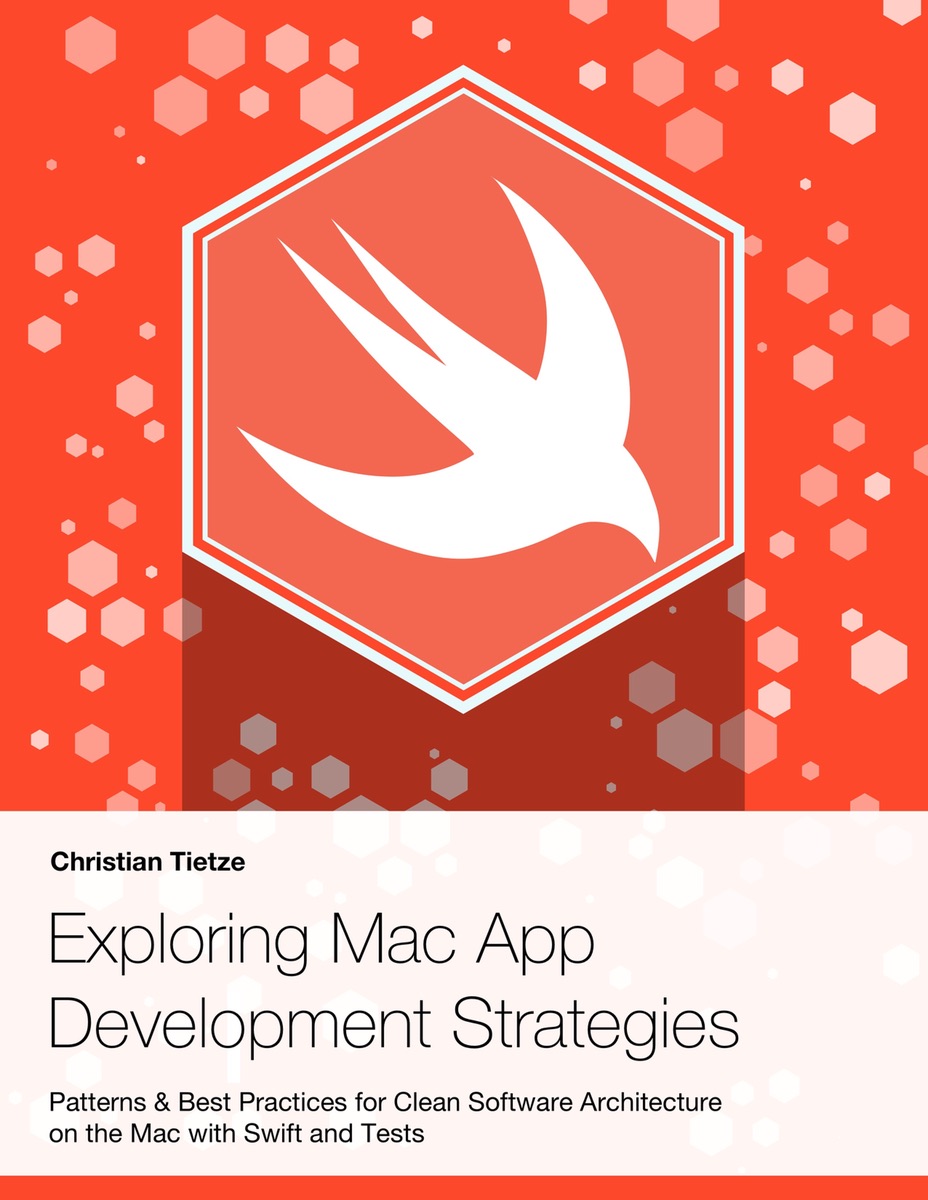 Christian Tietze
Exploring Mac App
Development Strategies
Patterns & Best Practices for Clean Software Architecture
on the Mac with Swift and Tests